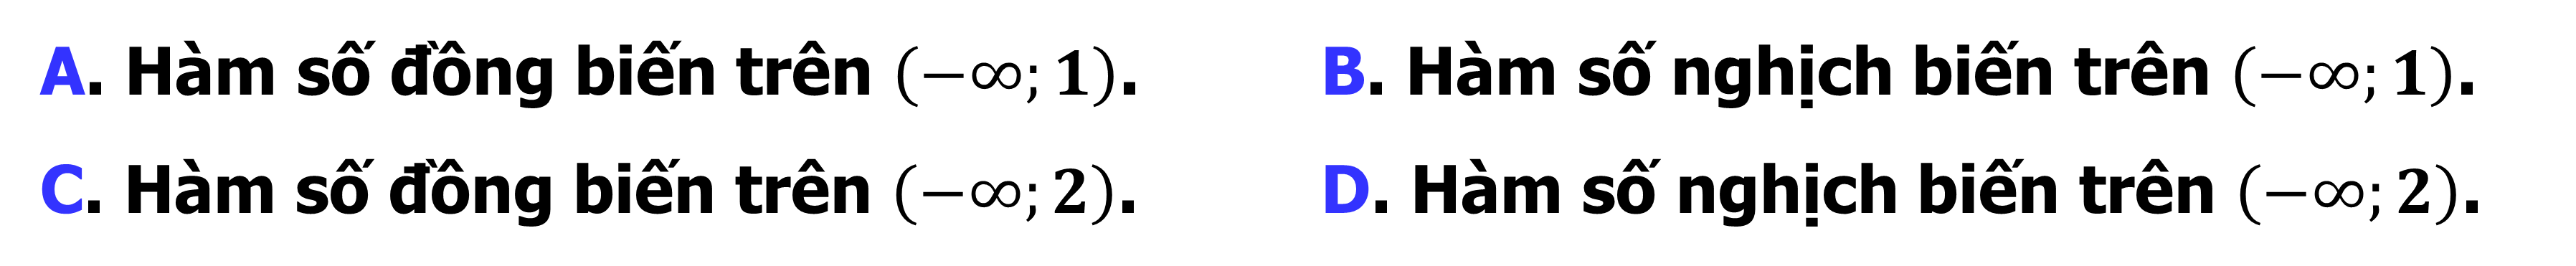 A. Hàm số đồng biến trên (−∞; 1). B. Hàm số nghịch biến trên (−∞; 1).
C. Hàm số đồng biến trên (−∞; 2). D. Hàm số nghịch biến trên (−∞; 2).